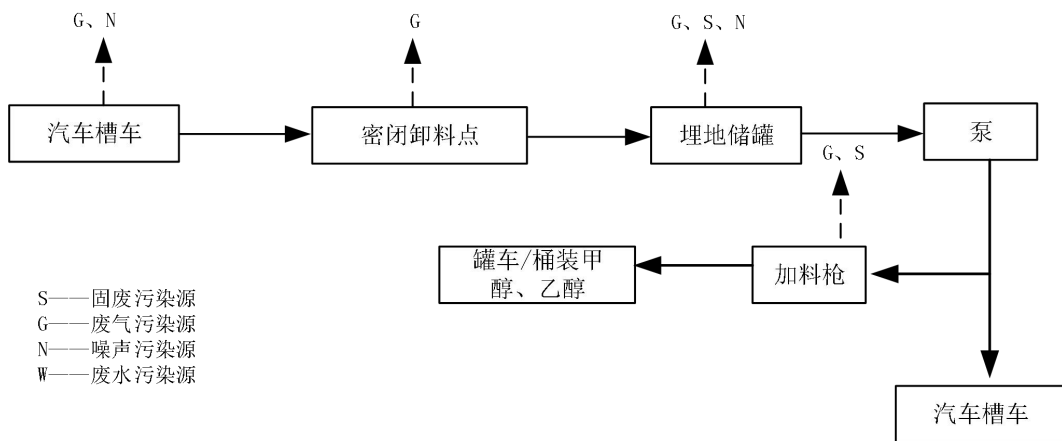 G、N
G
G、S、N
汽车槽车
密闭卸料点
埋地储罐
泵
G、S
罐车/桶装甲
醇、乙醇
加料枪
S——固废污染源
G——废气污染源
N——噪声污染源
W——废水污染源
汽车槽车